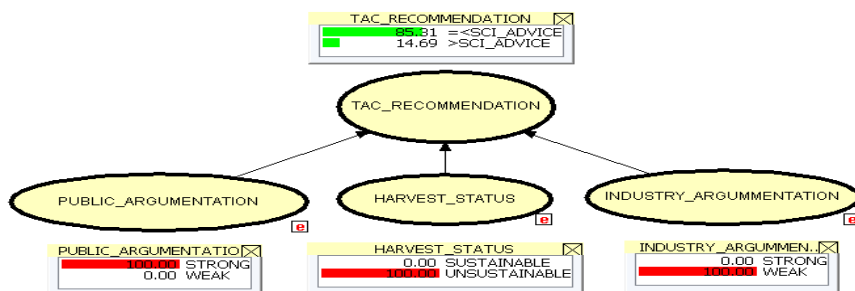 TAC_RECOMMENDATION
85.31 =<SCI_ADVICE
14.69 >SCI_ADVICE
TAC_RECOMMENDATION
PUBLIC_ARGUMENTATION
HARVEST_STATUS
INDUSTRY_ARGUMMENTATION
e
e
e
PUBLIC_ARGUMENTATIO
100.00 STRONG
0.00 WEAK
HARVEST_STATUS
0.00 SUSTAINABLE
100.00 UNSUSTAINABLE
INDUSTRY_ARGUMMEN..
0.00 STRONG
100.00 WEAK